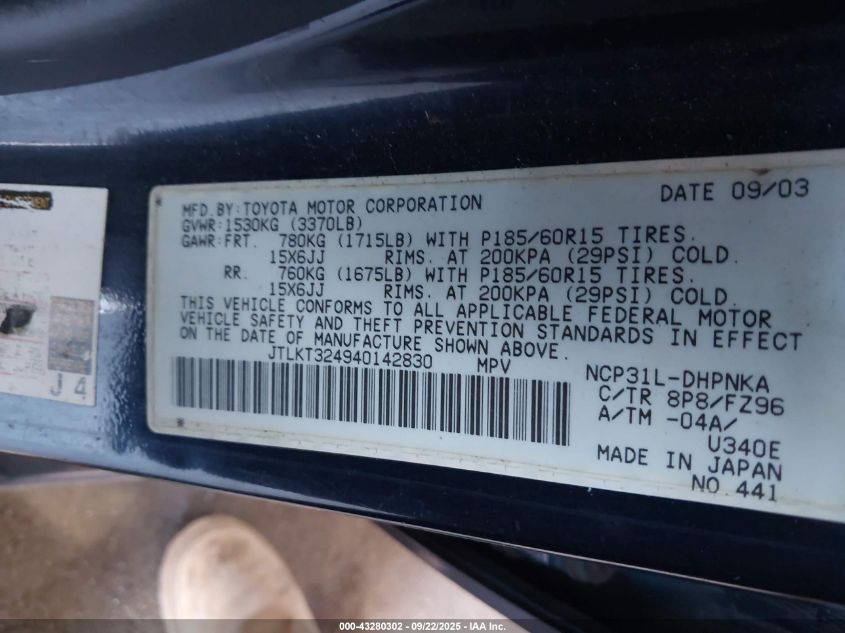 DATE 09/03
MFD.BY:TOYOTA MOTOR CORPORATION
GVWR:1530KG (3370LB)
GAWR:FRT. 780KG (1715LB) WITH P185/60R15 TIRES.
15X6JJ RIMS. AT 200KPA (29PSI) COLD.
RR. 760KG (1675LB) WITH P185/60R15 TIRES.
15X6JJ RIMS. AT 200KPA (29PSI) COLD.
THIS VEHICLE CONFORMS TO ALL APPLICABLE FEDERAL MOTOR
VEHICLE SAFETY AND THEFT PREVENTION STANDARDS IN EFFECT
ON THE DATE OF MANUFACTURE SHOWN ABOVE.
JTLKT324940142830 MPV
NCP31L-DHPNKA
C/TR 8P8/FZ96
A/TM -04A/
U340E
MADE IN JAPAN
NO.441
J4
000-43280302 - 09/22/2025 - IAA Inc.